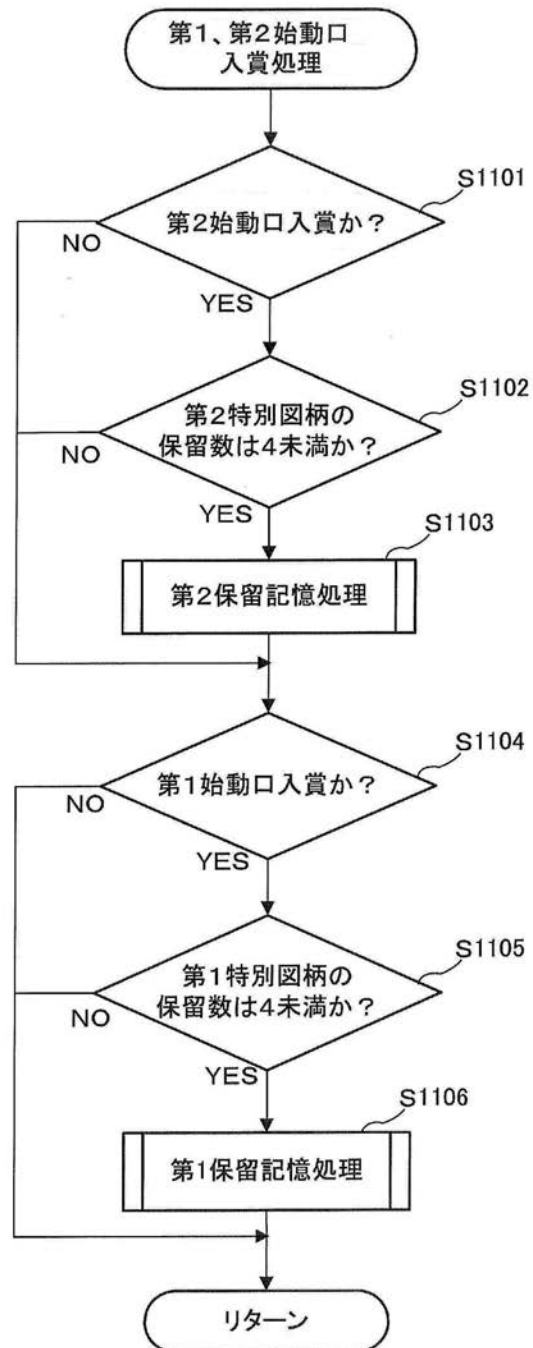 第1、第2始動口
入賞処理
S1101
第2始動口入賞か？
NO
YES
S1102
第2特別図柄の
保留数は4未満か？
NO
YES
S1103
第2保留記憶処理
S1104
第1始動口入賞か？
NO
YES
S1105
第1特別図柄の
保留数は4未満か？
NO
YES
S1106
第1保留記憶処理
リターン